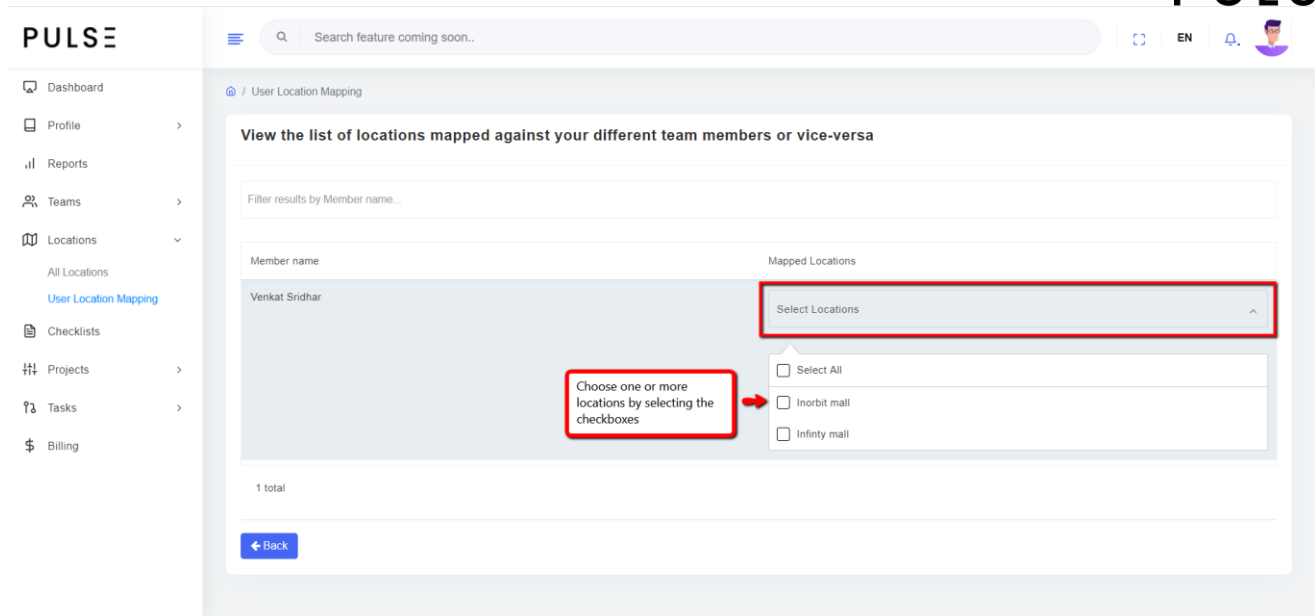 PULSE
PULSE
Search feature coming soon..
EN
Dashboard
Profile
Reports
Teams
Locations
All Locations
User Location Mapping
Checklists
Projects
Tasks
$ Billing
/ User Location Mapping
View the list of locations mapped against your different team members or vice-versa
Filter results by Member name...
Member name
Mapped Locations
Venkat Sridhar
Select Locations
Select All
Inorbit mall
Infinty mall
Choose one or more
locations by selecting the
checkboxes
1 total
Back